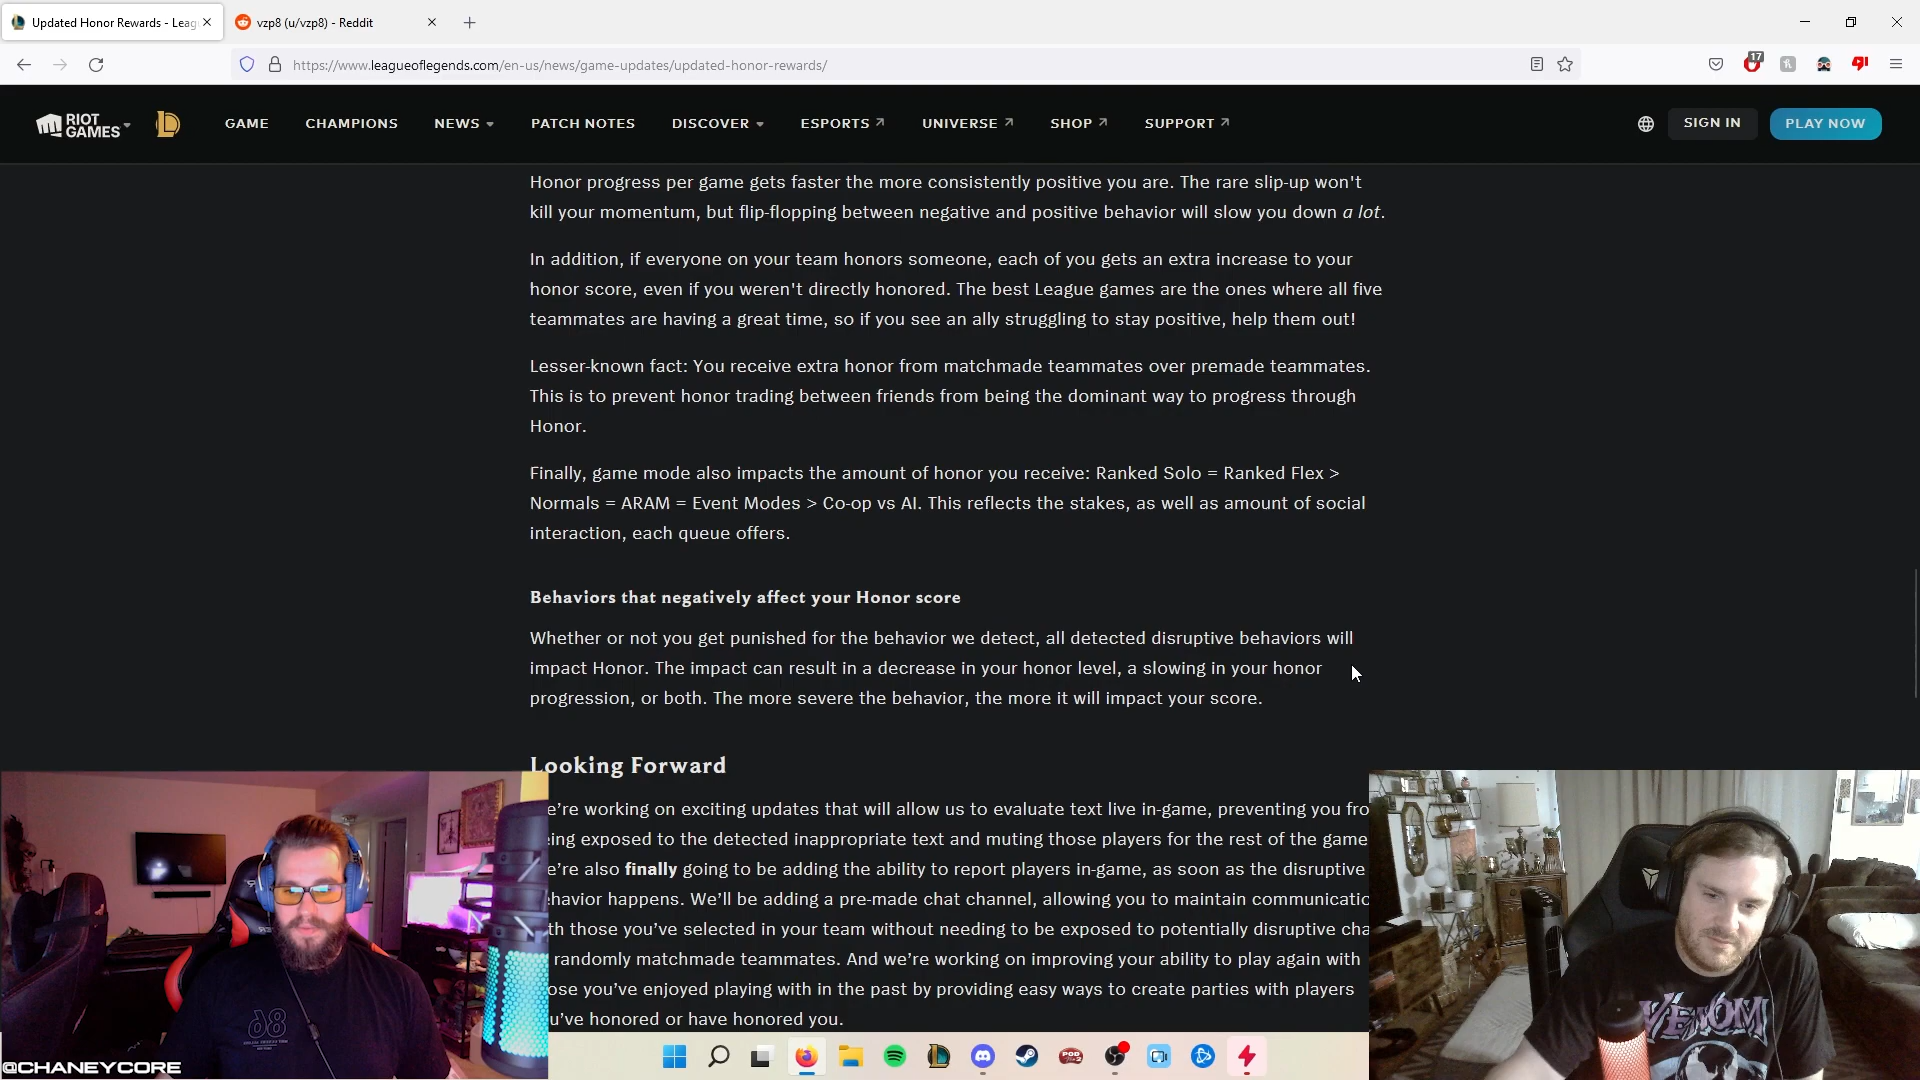 Updated Honor Rewards - Leag
vzp8 (u/vzp8) - Reddit
https://www.leagueoflegends.com/en-us/news/game-updates/updated-honor-rewards/
17
RIOT GAMES
GAME
CHAMPIONS
NEWS
PATCH NOTES
DISCOVER
ESPORTS
UNIVERSE
SHOP
SUPPORT
SIGN IN
PLAY NOW
Honor progress per game gets faster the more consistently positive you are. The rare slip-up won't
kill your momentum, but flip-flopping between negative and positive behavior will slow you down a lot.
In addition, if everyone on your team honors someone, each of you gets an extra increase to your
honor score, even if you weren't directly honored. The best League games are the ones where all five
teammates are having a great time, so if you see an ally struggling to stay positive, help them out!
Lesser-known fact: You receive extra honor from matchmade teammates over premade teammates.
This is to prevent honor trading between friends from being the dominant way to progress through
Honor.
Finally, game mode also impacts the amount of honor you receive: Ranked Solo = Ranked Flex >
Normals = ARAM = Event Modes > Co-op vs AI. This reflects the stakes, as well as amount of social
interaction, each queue offers.
Behaviors that negatively affect your Honor score
Whether or not you get punished for the behavior we detect, all detected disruptive behaviors will
impact Honor. The impact can result in a decrease in your honor level, a slowing in your honor
progression, or both. The more severe the behavior, the more it will impact your score.
Looking Forward
e're working on exciting updates that will allow us to evaluate text live in-game, preventing you fro
ing exposed to the detected inappropriate text and muting those players for the rest of the game
e're also finally going to be adding the ability to report players in-game, as soon as the disruptive
havior happens. We'll be adding a pre-made chat channel, allowing you to maintain communicatio
th those you've selected in your team without needing to be exposed to potentially disruptive cha
randomly matchmade teammates. And we're working on improving your ability to play again with
ose you've enjoyed playing with in the past by providing easy ways to create parties with players
u've honored or have honored you.
VENOM
@CHANEYCORE